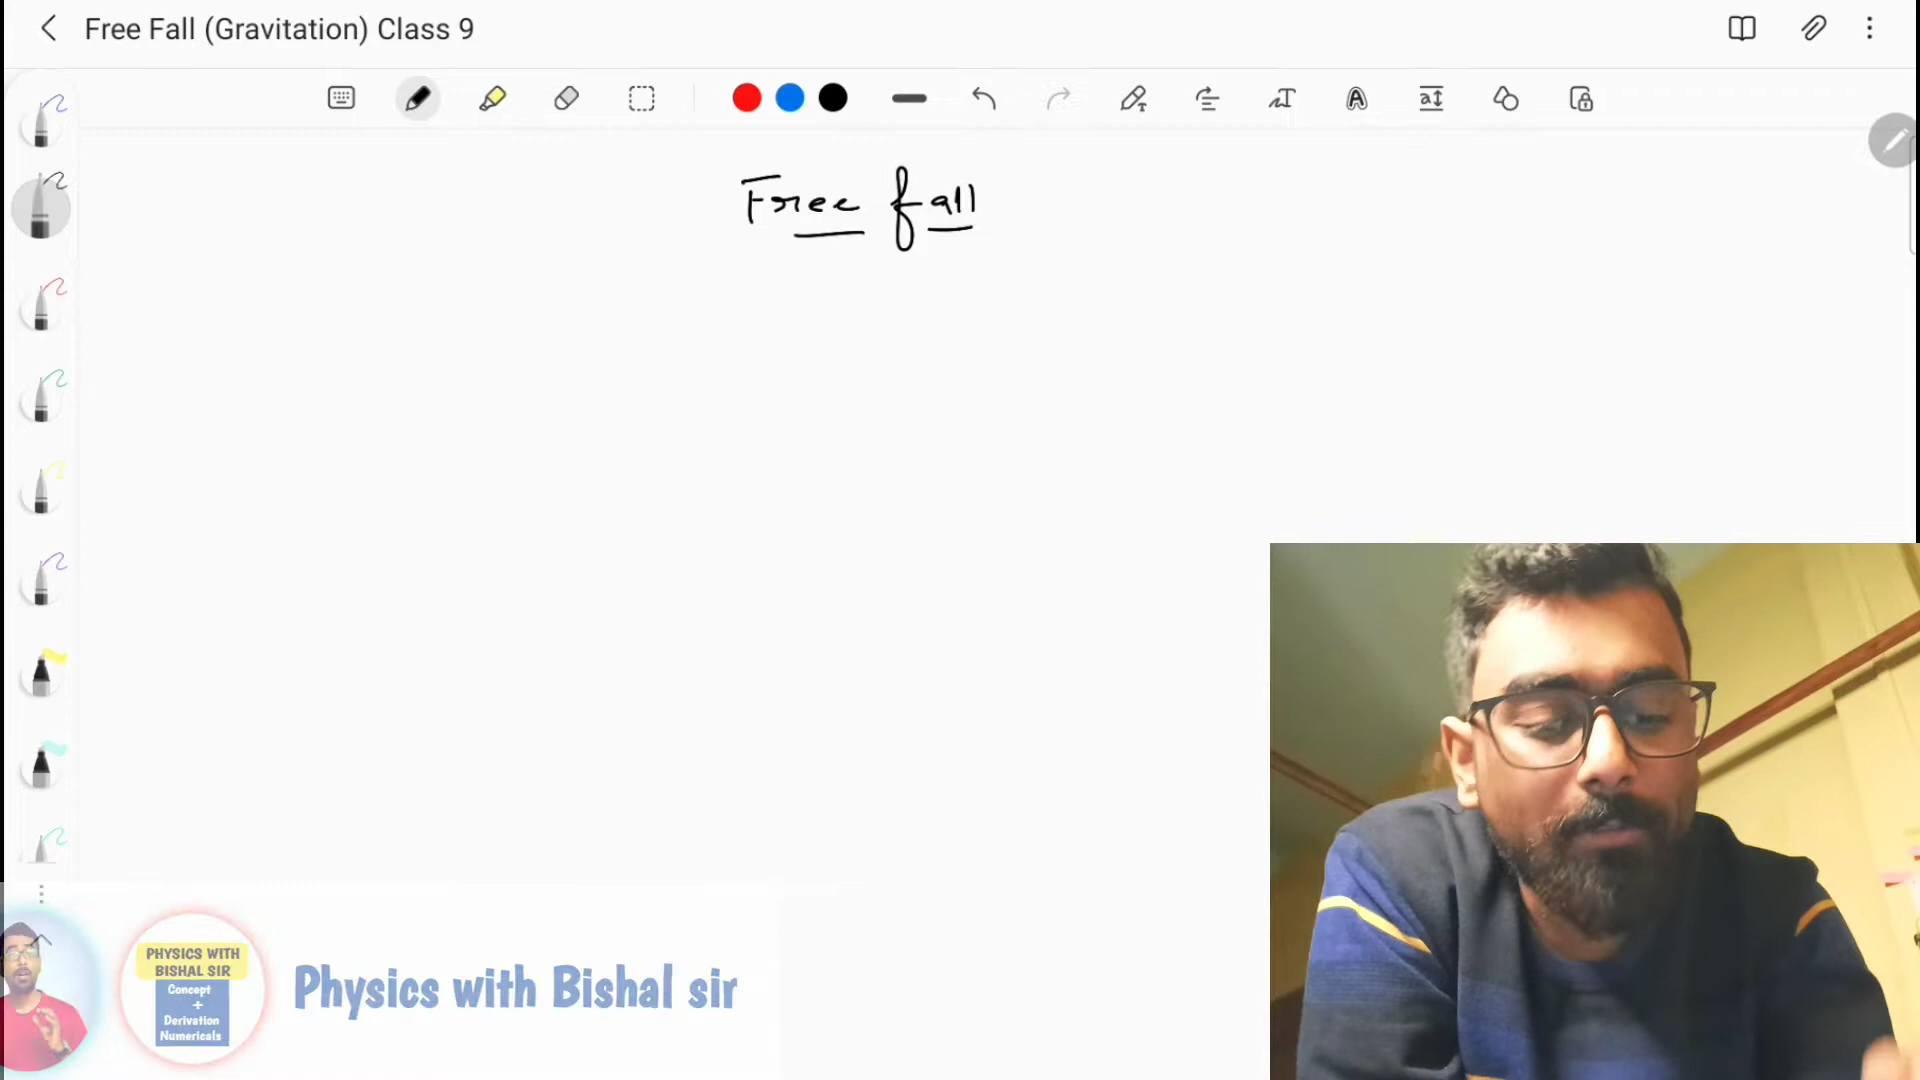 Free Fall (Gravitation) Class 9
Free fall
PHYSICS WITH
BISHAL SIR
Concept
+
Derivation
Numericals
Physics with Bishal sir